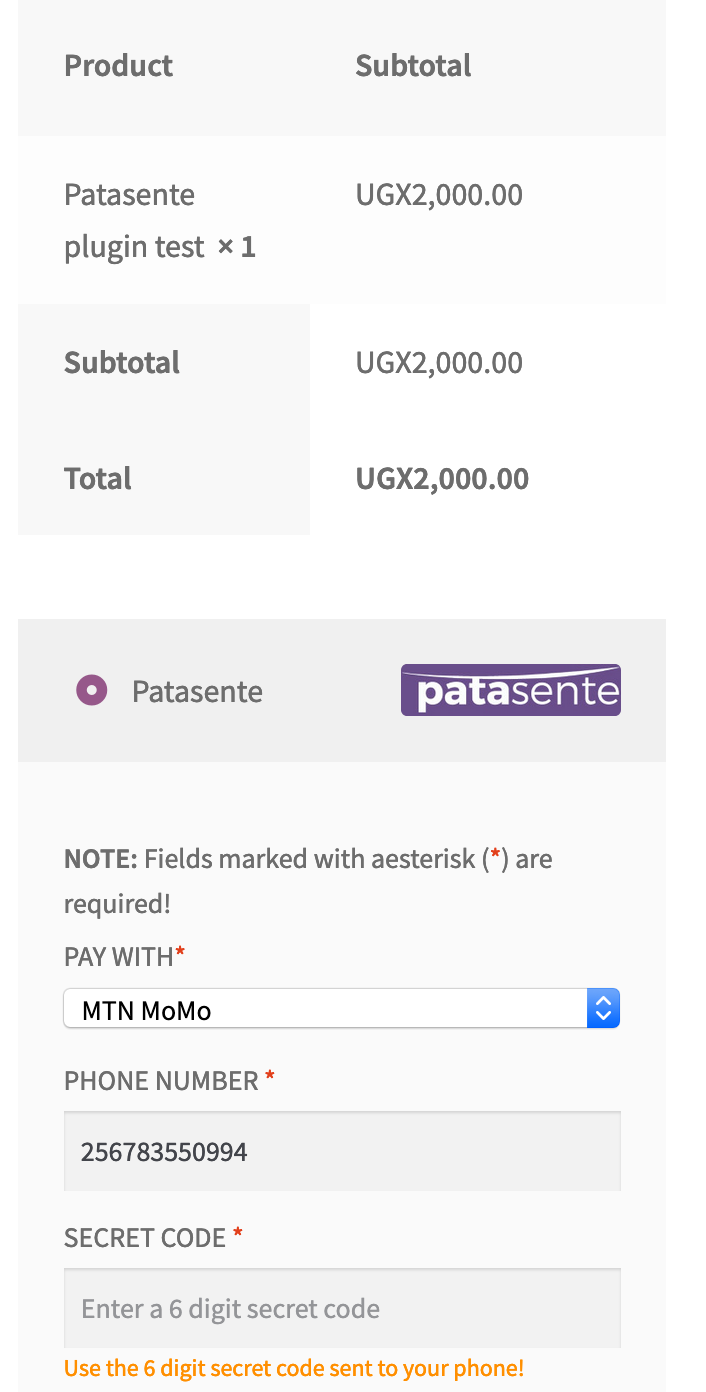 Product Subtotal
Patasente UGX2,000.00
plugin test × 1
Subtotal UGX2,000.00
Total UGX2,000.00
Patasente patasente
NOTE: Fields marked with aesterisk (*) are
required!
PAY WITH*
MTN MoMo
PHONE NUMBER *
256783550994
SECRET CODE *
Enter a 6 digit secret code
Use the 6 digit secret code sent to your phone!